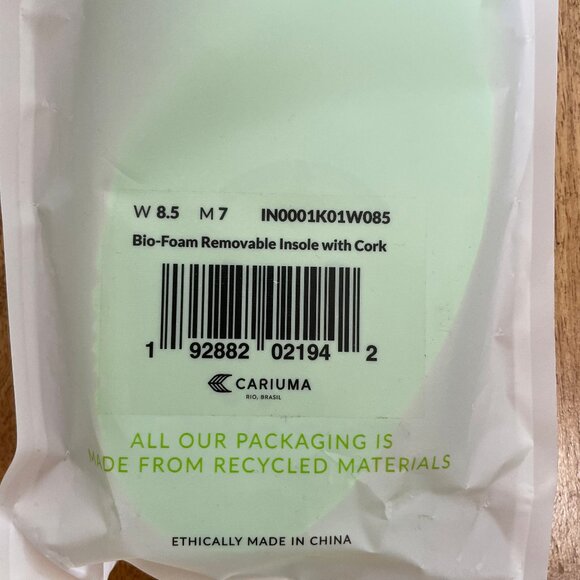 W 8.5 M 7 IN0001K01W085
Bio-Foam Removable Insole with Cork
1 92882 02194 2
CARIUMA
RIO, BRASIL
ALL OUR PACKAGING IS
MADE FROM RECYCLED MATERIALS
ETHICALLY MADE IN CHINA